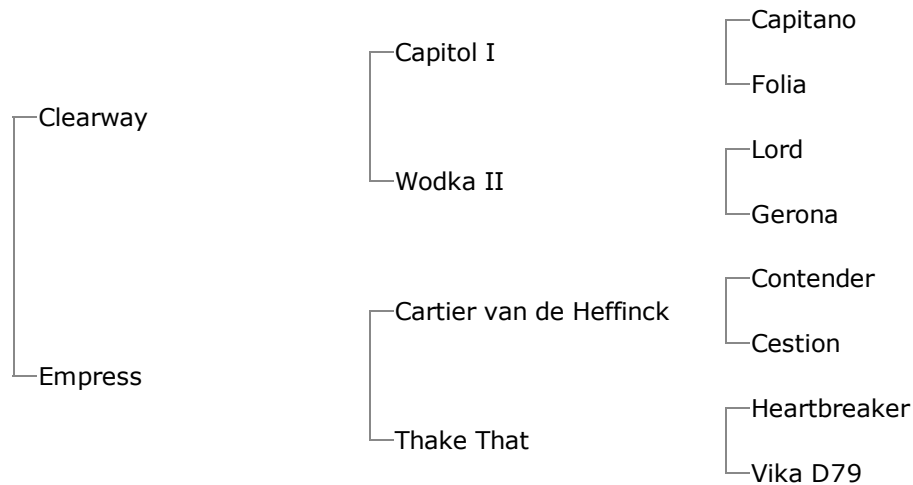 Capitano
Capitol I
Folia
Clearway
Lord
Wodka II
Gerona
Contender
Cartier van de Heffinck
Cestion
Empress
Heartbreaker
Thake That
Vika D79